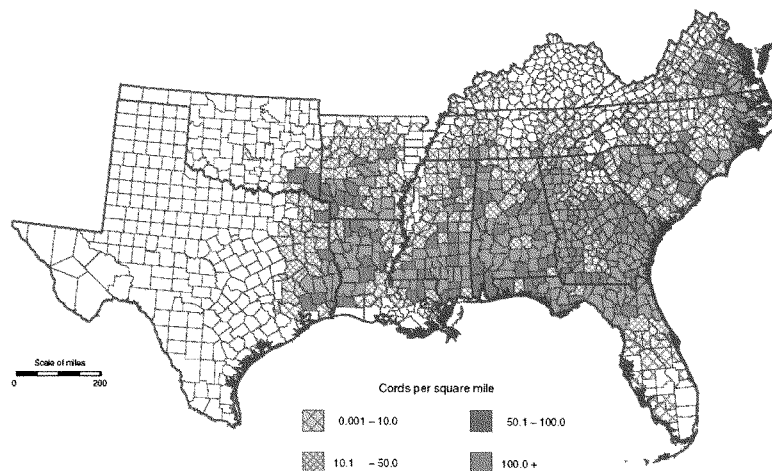 Scale of miles
0 200
Cords per square mile
0.001 – 10.0 50.1 – 100.0
10.1 – 50.0 100.0 +